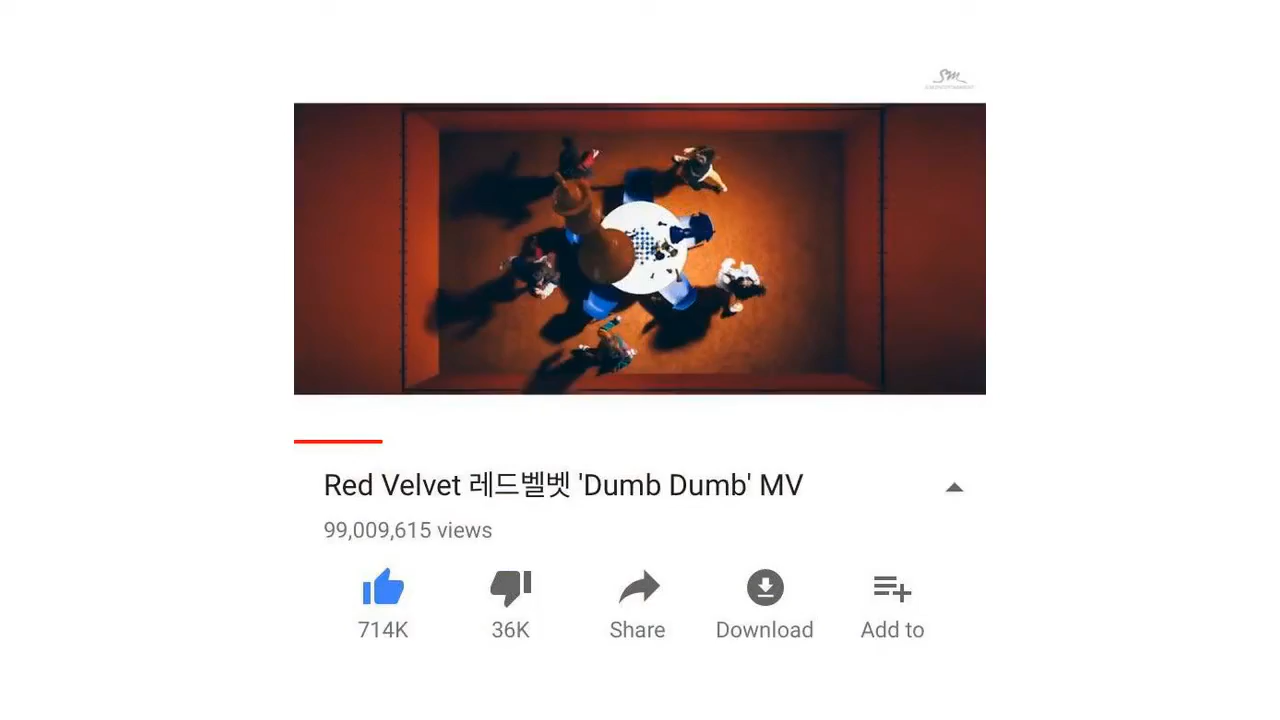 SM
Red Velvet 레드벨벳 'Dumb Dumb' MV
99,009,615 views
714K 36K Share Download Add to